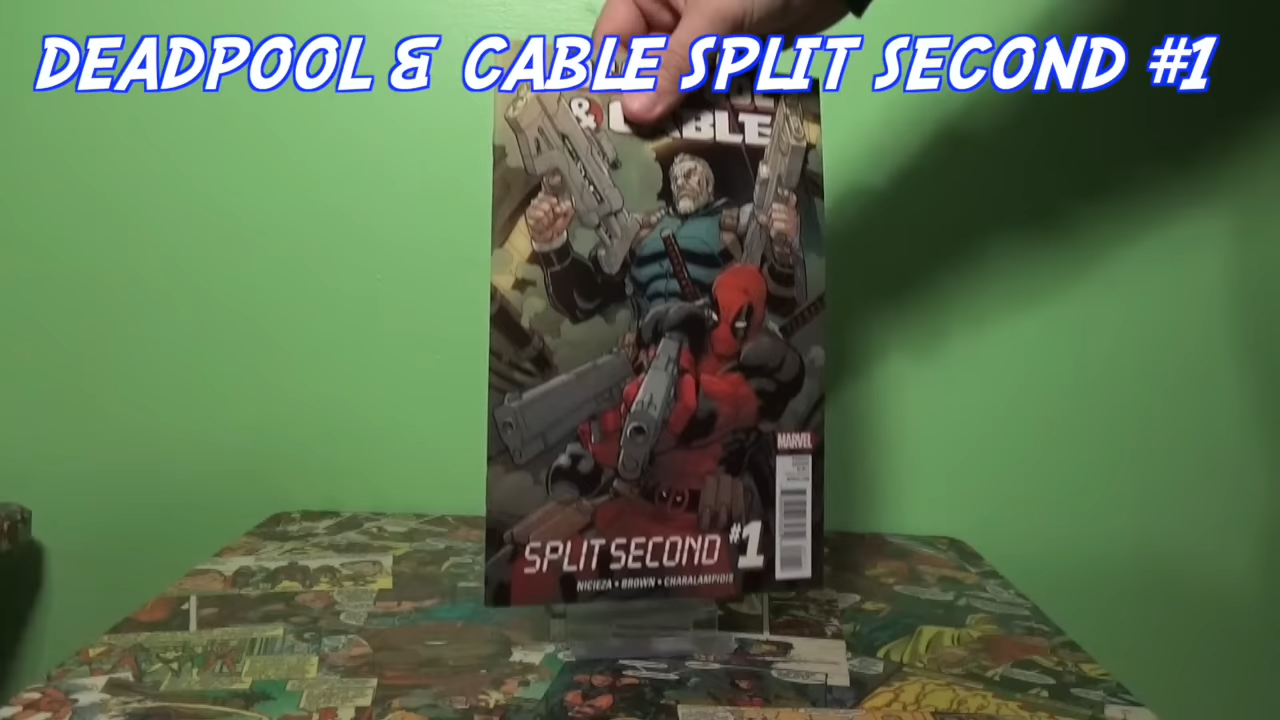 DEADPOOL & CABLE SPLIT SECOND #1
& CABLE
MARVEL
SPLIT SECOND #1
NICIEZA • BROWN • CHARALAMPIDIS